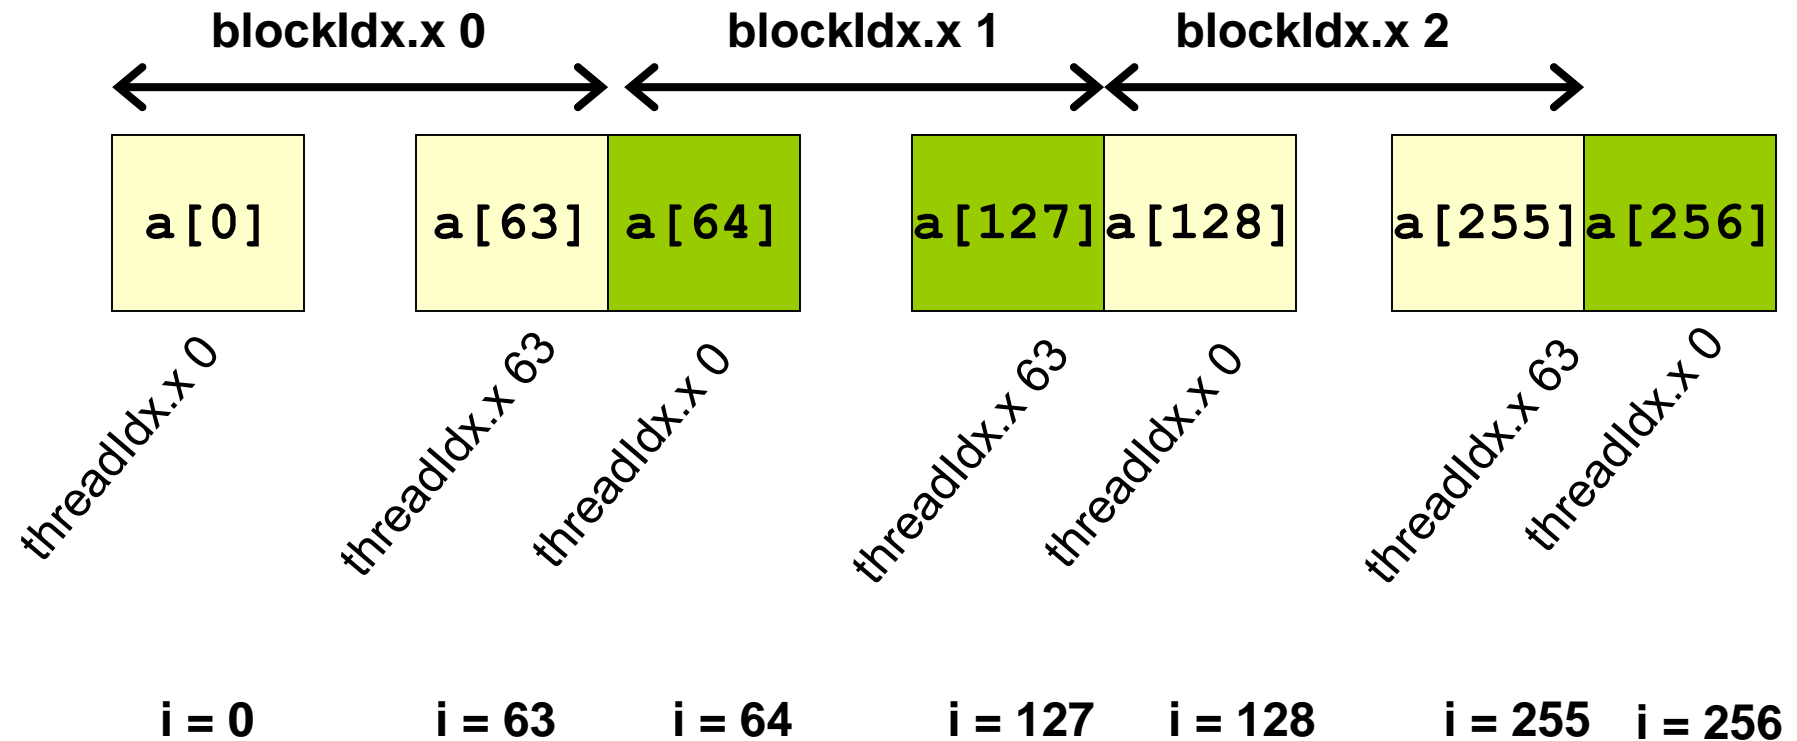 blockIdx.x 0
blockIdx.x 1
blockIdx.x 2
a[0]
a[63]
a[64]
a[127]
a[128]
a[255]
a[256]
threadIdx.x 0
threadIdx.x 63
threadIdx.x 0
threadIdx.x 63
threadIdx.x 0
threadIdx.x 63
threadIdx.x 0
i = 0
i = 63
i = 64
i = 127
i = 128
i = 255
i = 256